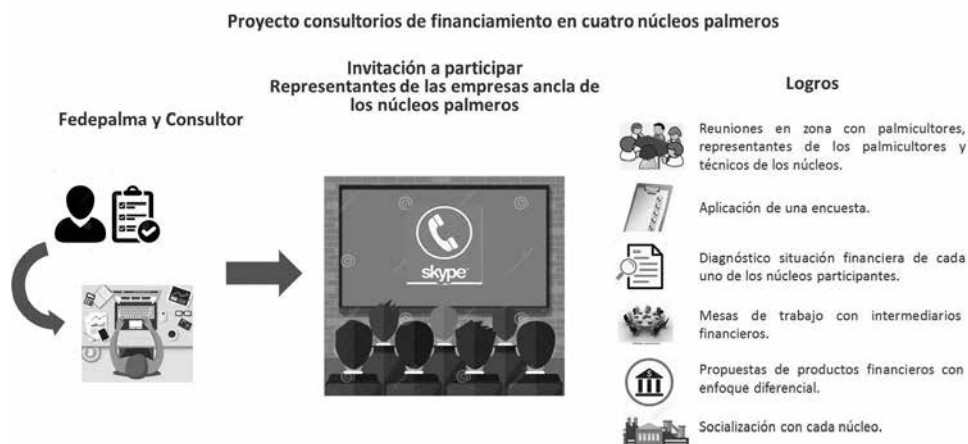 Proyecto consultorios de financiamiento en cuatro núcleos palmeros
Fedepalma y Consultor
Invitación a participar
Representantes de las empresas ancla de
los núcleos palmeros
skype
Logros
Reuniones en zona con palmicultores,
representantes de los palmicultores y
técnicos de los núcleos.
Aplicación de una encuesta.
Diagnóstico situación financiera de cada
uno de los núcleos participantes.
Mesas de trabajo con intermediarios
financieros.
Propuestas de productos financieros con
enfoque diferencial.
Socialización con cada núcleo.